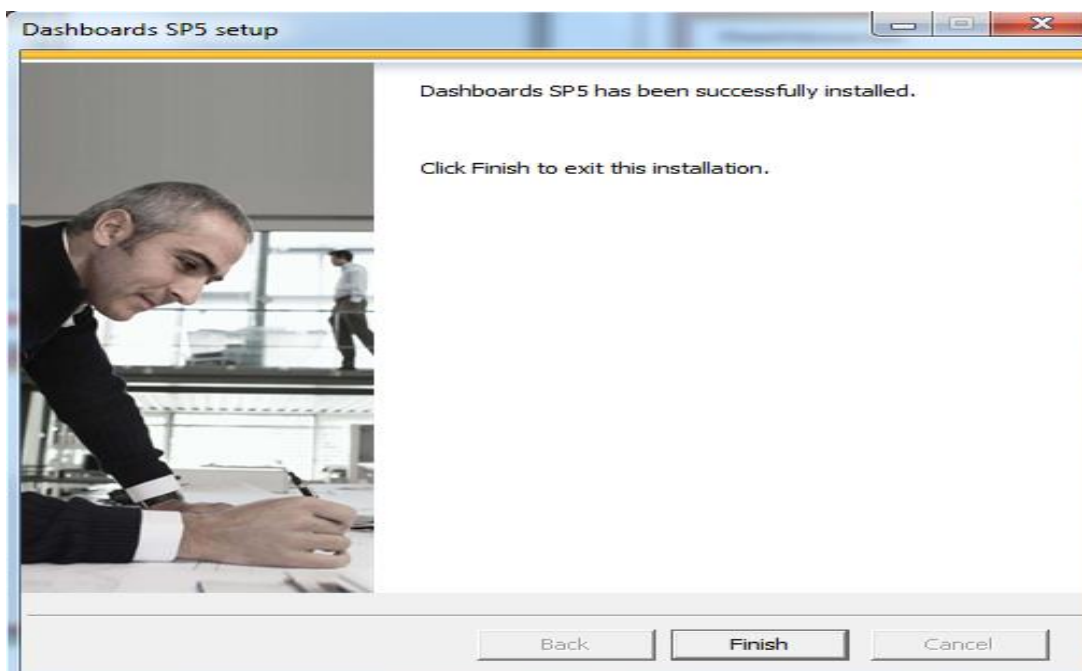 Dashboards SP5 setup
Dashboards SP5 has been successfully installed.
Click Finish to exit this installation.
Back Finish Cancel